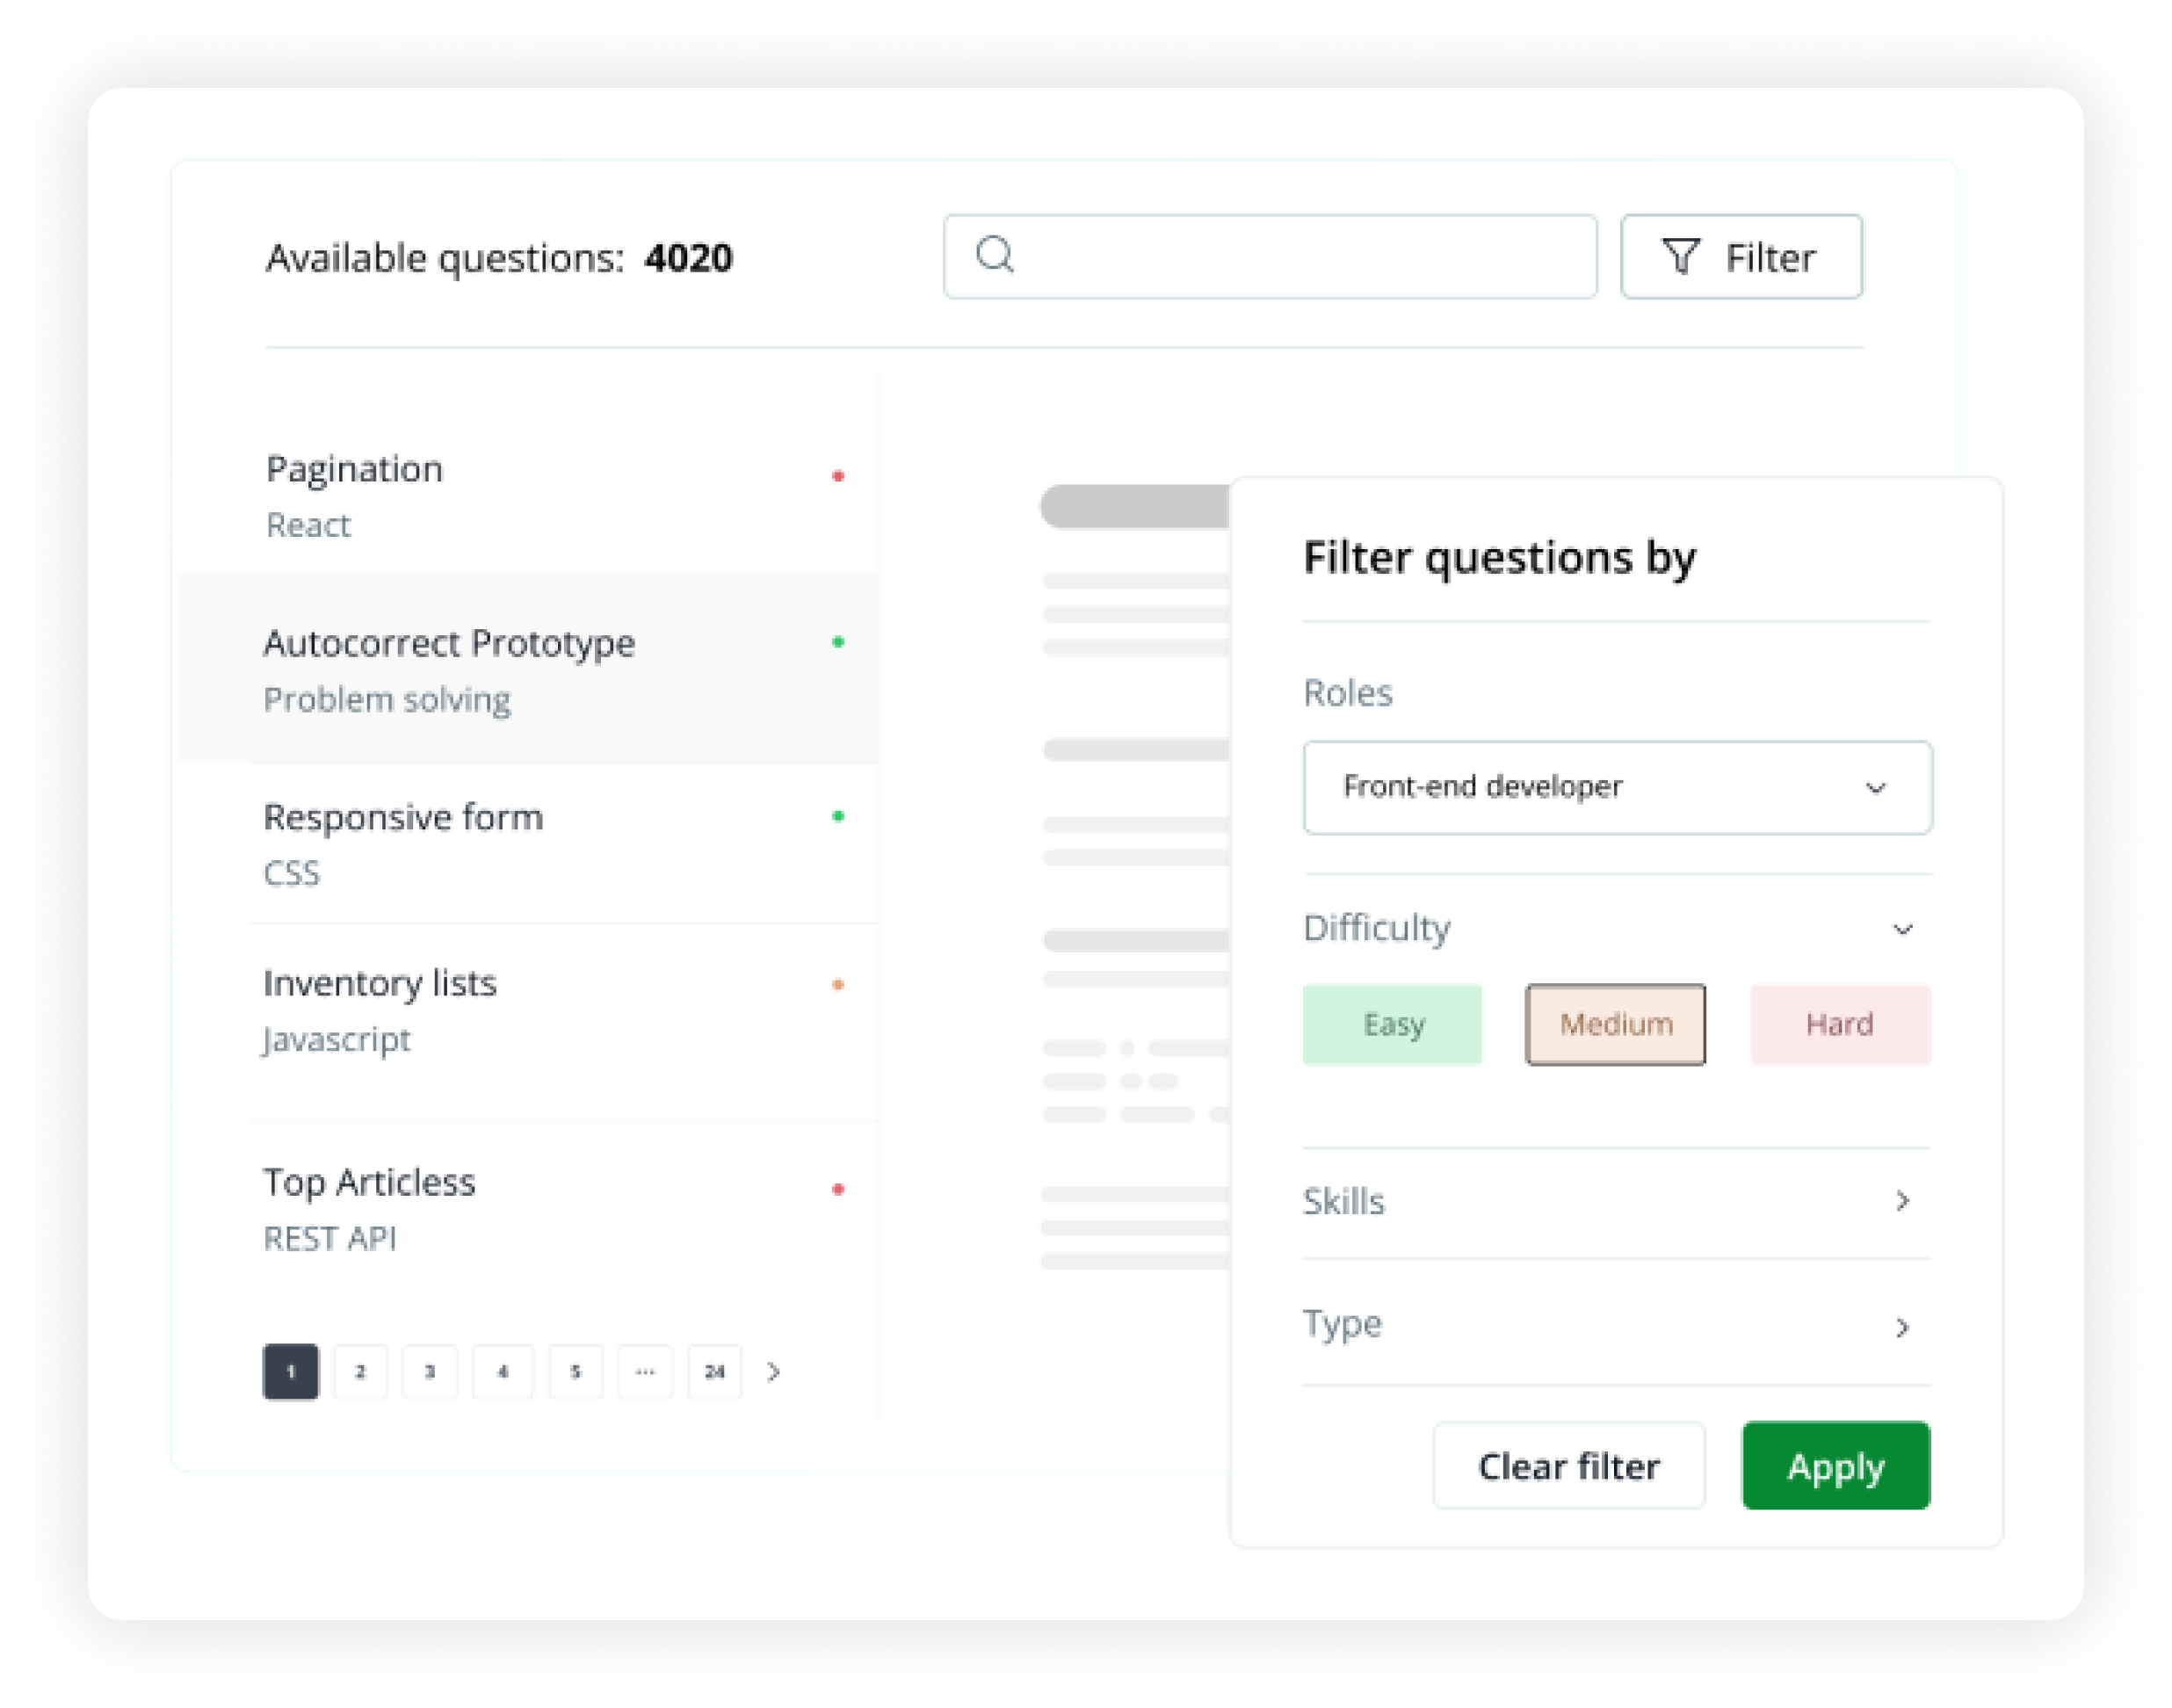 Available questions: 4020
Filter
Pagination
React
Autocorrect Prototype
Problem solving
Responsive form
CSS
Inventory lists
Javascript
Top Articless
REST API
1 2 3 4 5 ... 24
Filter questions by
Roles
Front-end developer
Difficulty
Easy Medium Hard
Skills
Type
Clear filter Apply